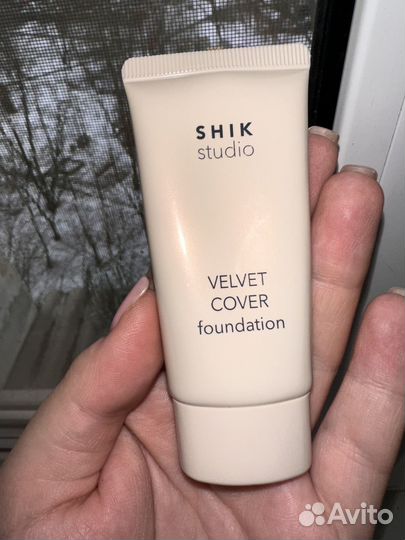 SHIK
studio
VELVET
COVER
foundation
Avito